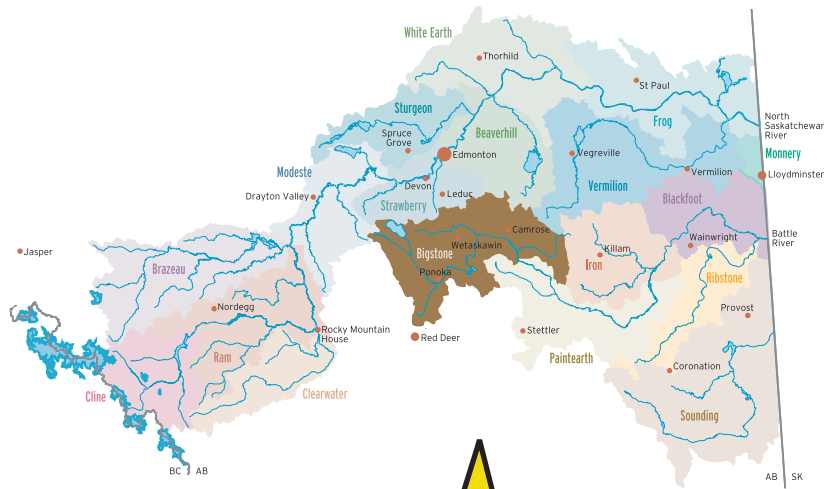 White Earth
Thorhild
St Paul
Sturgeon
Spruce
Grove
Beaverhill
Frog
North
Saskatchewan
River
Monnery
Edmonton
Vegreville
Vermilion
Lloydminster
Modeste
Devon
Leduc
Vermilion
Drayton Valley
Strawberry
Blackfoot
Camrose
Battle
River
Jasper
Brazeau
Bigstone
Wetaskawin
Killam
Wainwright
Iron
Ponoka
Ribstone
Nordegg
Provost
Rocky Mountain
House
Red Deer
Stettler
Ram
Paintearth
Coronation
Cline
Clearwater
Sounding
BC
AB
AB
SK